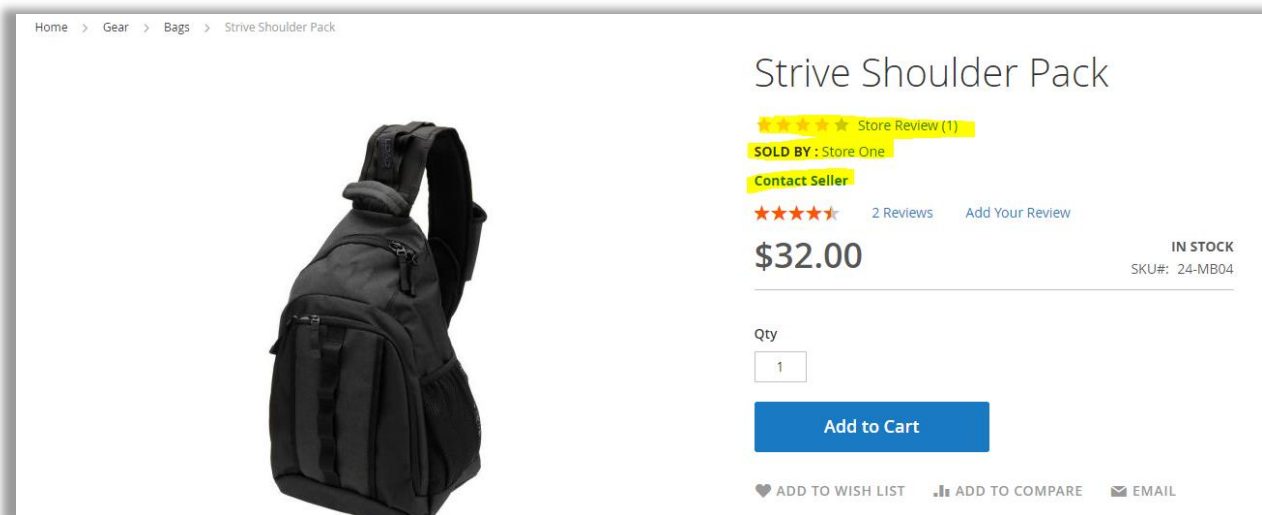 Home > Gear > Bags > Strive Shoulder Pack
Strive Shoulder Pack
Store Review (1)
SOLD BY : Store One
Contact Seller
2 Reviews Add Your Review
$32.00
IN STOCK
SKU#: 24-MB04
Qty
1
Add to Cart
ADD TO WISH LIST ADD TO COMPARE EMAIL